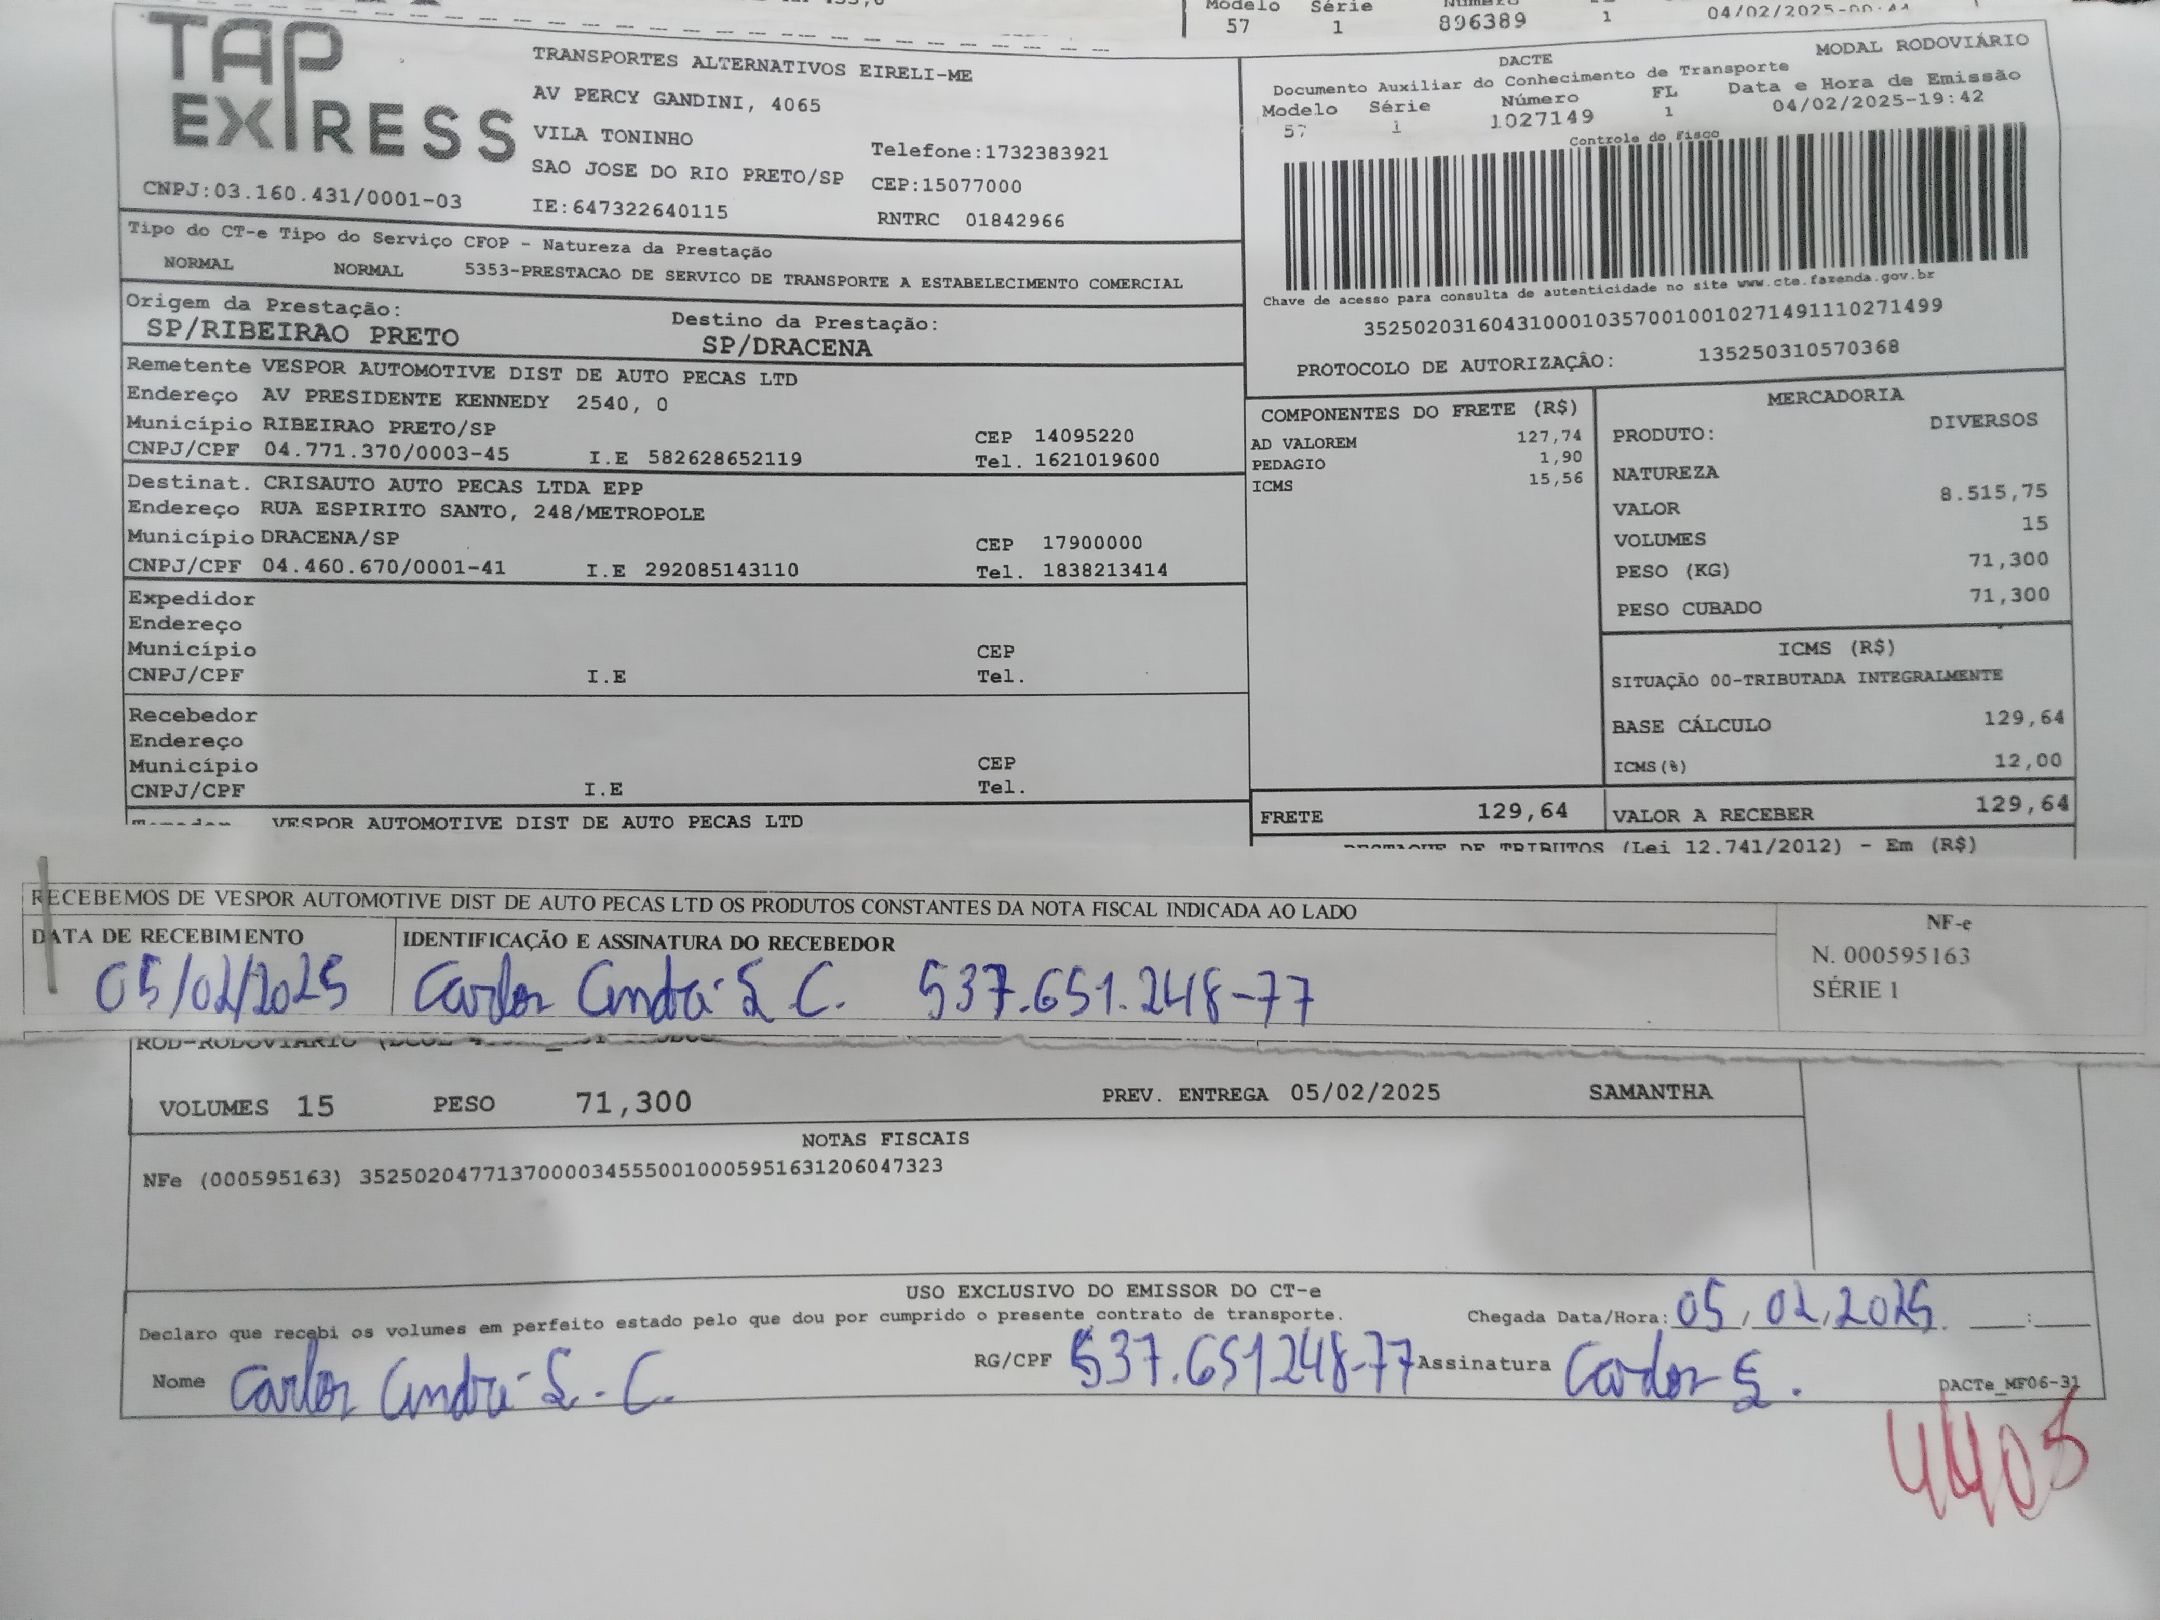 Modelo Série Número
57 1 896389 1 04/02/2025-00:44
TAP EXPRESS
CNPJ:03.160.431/0001-03
TRANSPORTES ALTERNATIVOS EIRELI-ME
AV PERCY GANDINI, 4065
VILA TONINHO
SAO JOSE DO RIO PRETO/SP
IE:647322640115
Telefone:1732383921
CEP:15077000
RNTRC 01842966
DACTE MODAL RODOVIÁRIO
Documento Auxiliar do Conhecimento de Transporte
Modelo Série Número FL Data e Hora de Emissão
57 1 1027149 1 04/02/2025-19:42
Controle do fisco
Chave de acesso para consulta de autenticidade no site www.cte.fazenda.gov.br
35250203160431000103570010010271491110271499
PROTOCOLO DE AUTORIZAÇÃO: 135250310570368
Tipo do CT-e Tipo do Serviço CFOP - Natureza da Prestação
NORMAL NORMAL 5353-PRESTACAO DE SERVICO DE TRANSPORTE A ESTABELECIMENTO COMERCIAL
Origem da Prestação: Destino da Prestação:
SP/RIBEIRAO PRETO SP/DRACENA
Remetente VESPOR AUTOMOTIVE DIST DE AUTO PECAS LTD
Endereço AV PRESIDENTE KENNEDY 2540, 0
Município RIBEIRAO PRETO/SP CEP 14095220
CNPJ/CPF 04.771.370/0003-45 I.E 582628652119 Tel. 1621019600
Destinat. CRISAUTO AUTO PECAS LTDA EPP
Endereço RUA ESPIRITO SANTO, 248/METROPOLE
Município DRACENA/SP CEP 17900000
CNPJ/CPF 04.460.670/0001-41 I.E 292085143110 Tel. 1838213414
Expedidor
Endereço
Município CEP
CNPJ/CPF I.E Tel.
Recebedor
Endereço
Município CEP
CNPJ/CPF I.E Tel.
VESPOR AUTOMOTIVE DIST DE AUTO PECAS LTD
COMPONENTES DO FRETE (R$)
AD VALOREM 127,74
PEDAGIO 1,90
ICMS 15,56
FRETE 129,64
MERCADORIA
PRODUTO: DIVERSOS
NATUREZA
VALOR 8.515,75
VOLUMES 15
PESO (KG) 71,300
PESO CUBADO 71,300
ICMS (R$)
SITUAÇÃO 00-TRIBUTADA INTEGRALMENTE
BASE CÁLCULO 129,64
ICMS(%) 12,00
VALOR A RECEBER 129,64
DESTAQUE DE TRIBUTOS (Lei 12.741/2012) - Em (R$)
RECEBEMOS DE VESPOR AUTOMOTIVE DIST DE AUTO PECAS LTD OS PRODUTOS CONSTANTES DA NOTA FISCAL INDICADA AO LADO
DATA DE RECEBIMENTO IDENTIFICAÇÃO E ASSINATURA DO RECEBEDOR
05/02/2025 Carlos André S C. 537.651.248-77
NF-e
N. 000595163
SÉRIE 1
VOLUMES 15 PESO 71,300 PREV. ENTREGA 05/02/2025 SAMANTHA
NOTAS FISCAIS
NFe (000595163) 35250204771370000345550010005951631206047323
USO EXCLUSIVO DO EMISSOR DO CT-e
Declaro que recebi os volumes em perfeito estado pelo que dou por cumprido o presente contrato de transporte. Chegada Data/Hora: 05/02/2025 __:__
Nome Carlos André S. C. RG/CPF 537.651248-77 Assinatura Carlos S.
DACTe_MF06-31
4405